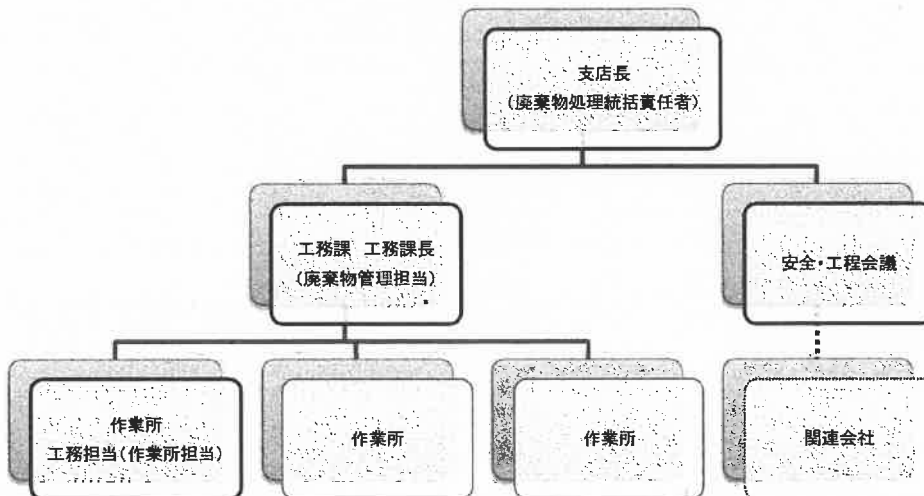 支店長
(廃棄物処理統括責任者)
工務課　工務課長
(廃棄物管理担当)
安全・工程会議
作業所
工務担当(作業所担当)
作業所
作業所
関連会社